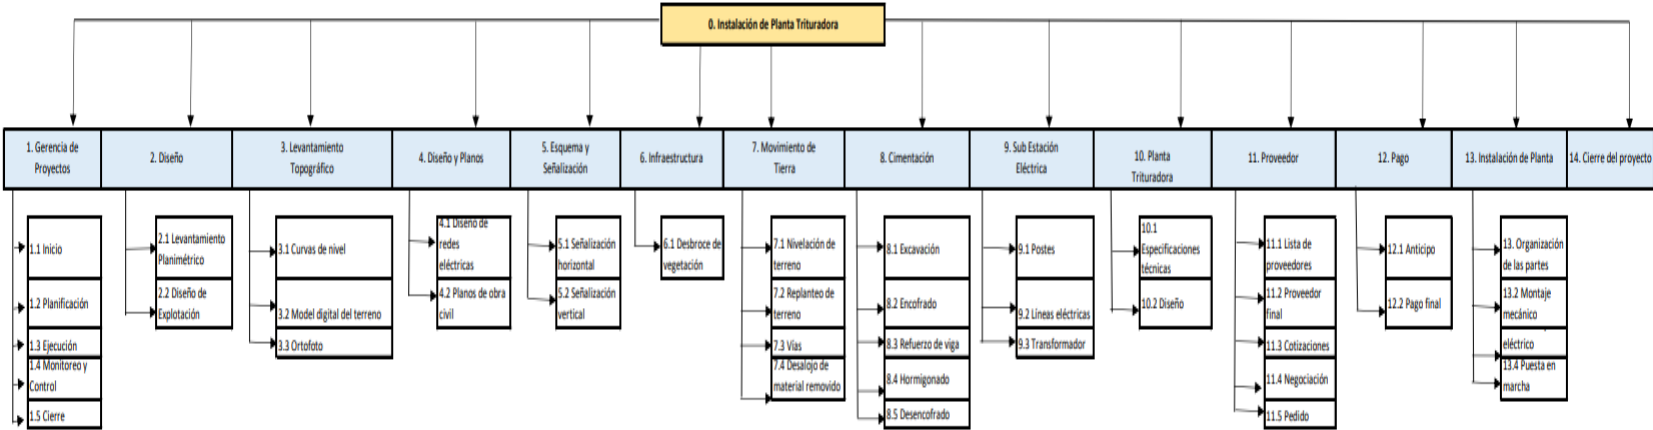 0. Instalación de Planta Trituradora
1. Gerencia de
Proyectos
2. Diseño
3. Levantamiento
Topográfico
4. Diseño y Planos
5. Esquema y
Señalización
6. Infraestructura
7. Movimiento de
Tierra
8. Cimentación
9. Sub Estación
Eléctrica
10. Planta
Trituradora
11. Proveedor
12. Pago
13. Instalación de Planta
14. Cierre del proyecto
1.1 Inicio
1.2 Planificación
1.3 Ejecución
1.4 Monitoreo y
Control
1.5 Cierre
2.1 Levantamiento
Planimétrico
2.2 Diseño de
Explotación
3.1 Curvas de nivel
3.2 Model digital del terreno
3.3 Ortofoto
4.1 Diseño de
redes
eléctricas
4.2 Planos de obra
civil
5.1 Señalización
horizontal
5.2 Señalización
vertical
6.1 Desbroce de
vegetación
7.1 Nivelación de
terreno
7.2 Replanteo de
terreno
7.3 Vías
7.4 Desalojo de
material removido
8.1 Excavación
8.2 Encofrado
8.3 Refuerzo de viga
8.4 Hormigonado
8.5 Desencofrado
9.1 Postes
9.2 Líneas eléctricas
9.3 Transformador
10.1
Especificaciones
técnicas
10.2 Diseño
11.1 Lista de
proveedores
11.2 Proveedor
final
11.3 Cotizaciones
11.4 Negociación
11.5 Pedido
12.1 Anticipo
12.2 Pago final
13. Organización
de las partes
13.2 Montaje
mecánico
eléctrico
13.4 Puesta en
marcha